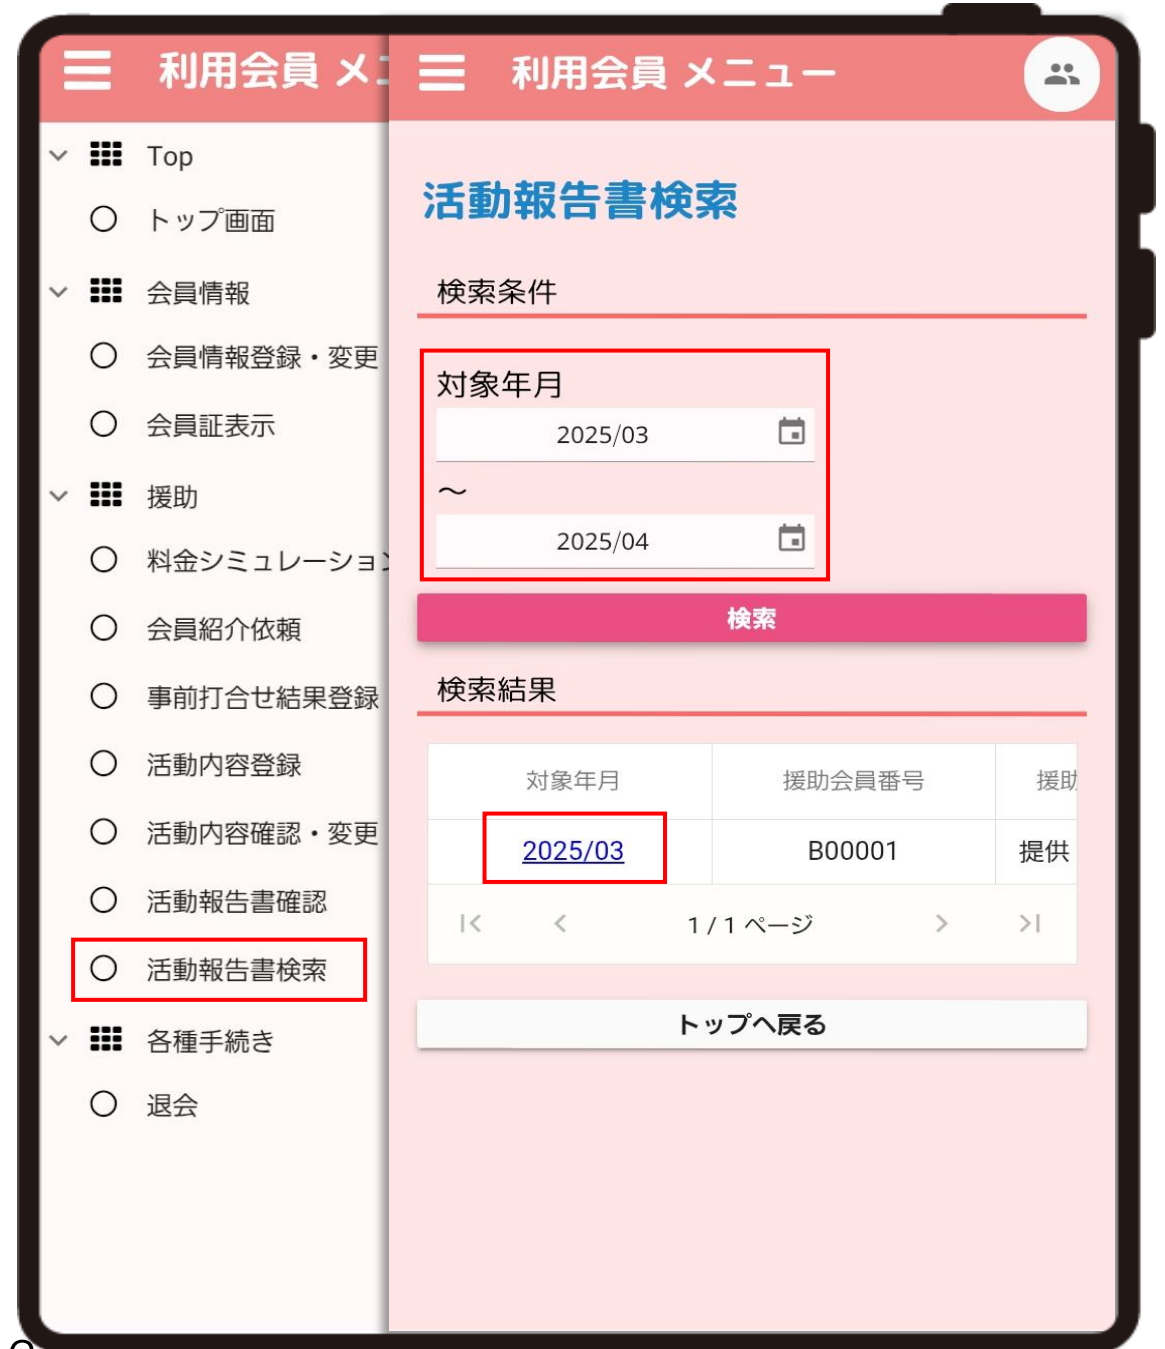 利用会員 メニ
Top
トップ画面
会員情報
会員情報登録・変更
会員証表示
援助
料金シミュレーション
会員紹介依頼
事前打合せ結果登録
活動内容登録
活動内容確認・変更
活動報告書確認
活動報告書検索
各種手続き
退会
利用会員 メニュー
活動報告書検索
検索条件
対象年月
2025/03
～
2025/04
検索
検索結果
対象年月 援助会員番号 援助
2025/03 B00001 提供
1 / 1 ページ
トップへ戻る